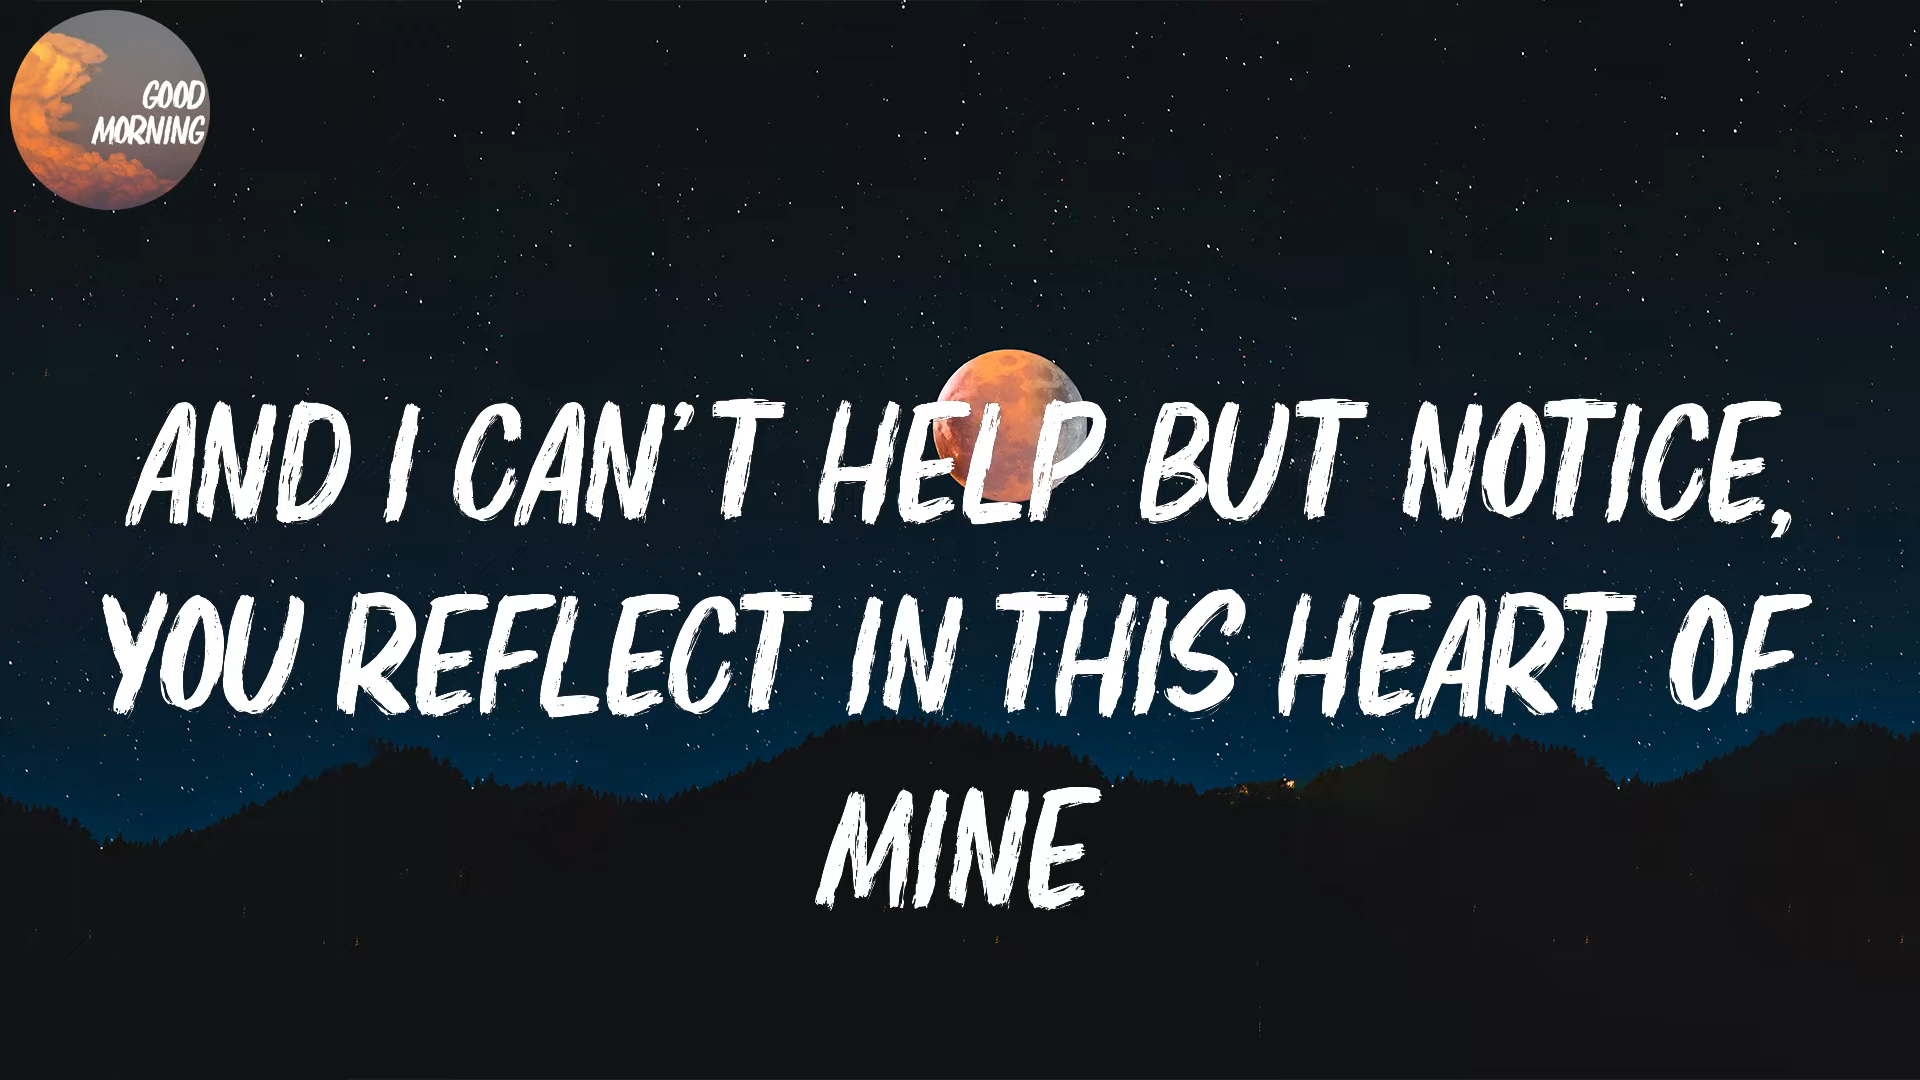 GOOD
MORNING
AND I CAN'T HELP BUT NOTICE,
YOU REFLECT IN THIS HEART OF
MINE